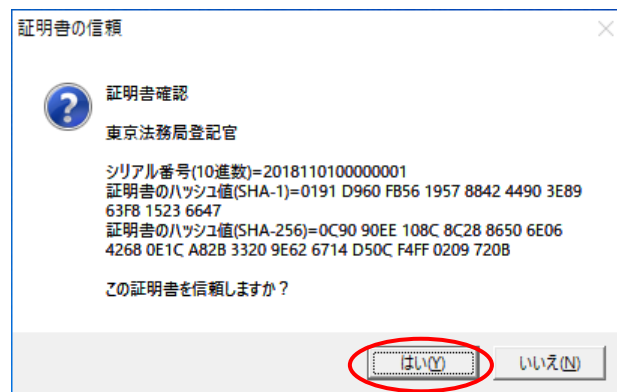 証明書の信頼
証明書確認
東京法務局登記官
シリアル番号(10進数)=2018110100000001
証明書のハッシュ値(SHA-1)=0191 D960 FB56 1957 8842 4490 3E89
63F8 1523 6647
証明書のハッシュ値(SHA-256)=0C90 90EE 108C 8C28 8650 6E06
4268 0E1C A82B 3320 9E62 6714 D50C F4FF 0209 720B
この証明書を信頼しますか？
はい(Y)
いいえ(N)